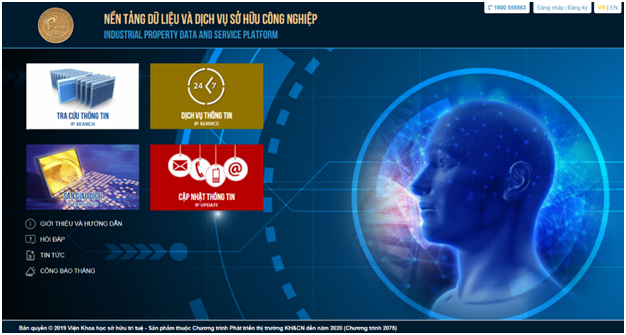 NỀN TẢNG DỮ LIỆU VÀ DỊCH VỤ SỞ HỮU CÔNG NGHIỆP
INDUSTRIAL PROPERTY DATA AND SERVICE PLATFORM
Đăng nhập | Đăng ký
VN | EN
TRA CỨU THÔNG TIN
IP SEARCH
24 7
DỊCH VỤ THÔNG TIN
IP SERVICE
SÀN GIAO DỊCH
CẬP NHẬT THÔNG TIN
IP UPDATE
GIỚI THIỆU VÀ HƯỚNG DẪN
HỎI ĐÁP
TIN TỨC
CÔNG BÁO THÁNG
Bản quyền © 2019 Viện Khoa học sở hữu trí tuệ - Sản phẩm thuộc Chương trình Phát triển thị trường KH&CN đến năm 2020 (Chương trình 2075)